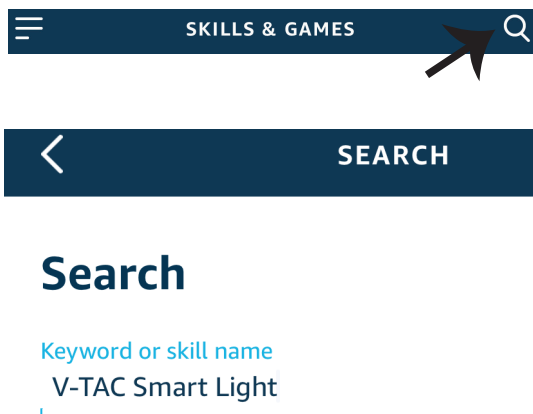 SKILLS & GAMES
SEARCH
Search
Keyword or skill name
V-TAC Smart Light